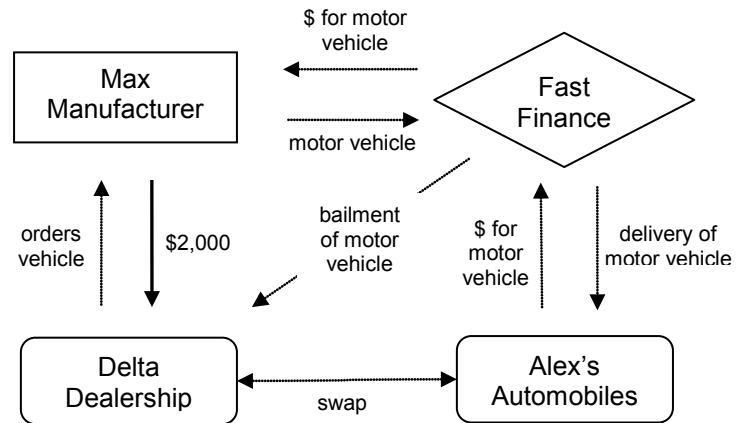 $ for motor
vehicle
Max
Manufacturer
Fast
Finance
motor vehicle
orders
vehicle
$2,000
bailment
of motor
vehicle
$ for
motor
vehicle
delivery of
motor vehicle
Delta
Dealership
swap
Alex’s
Automobiles